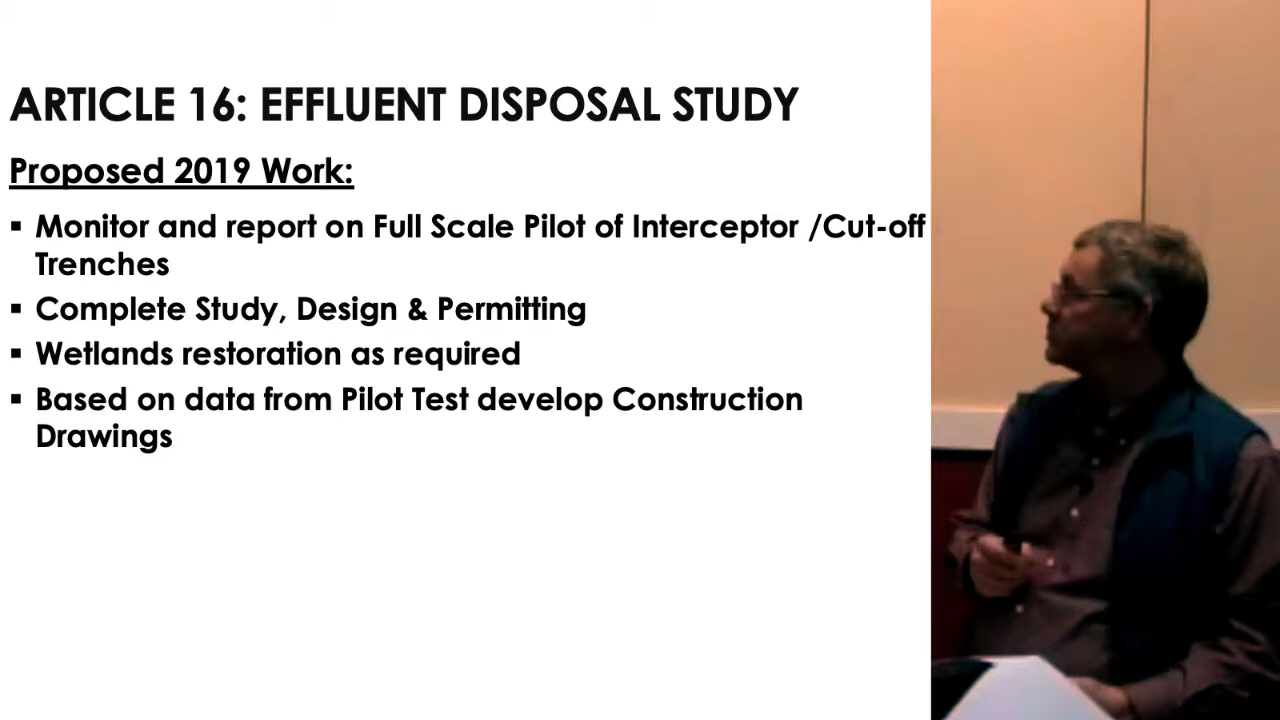 ARTICLE 16: EFFLUENT DISPOSAL STUDY
Proposed 2019 Work:
▪ Monitor and report on Full Scale Pilot of Interceptor /Cut-off
Trenches
▪ Complete Study, Design & Permitting
▪ Wetlands restoration as required
▪ Based on data from Pilot Test develop Construction
Drawings